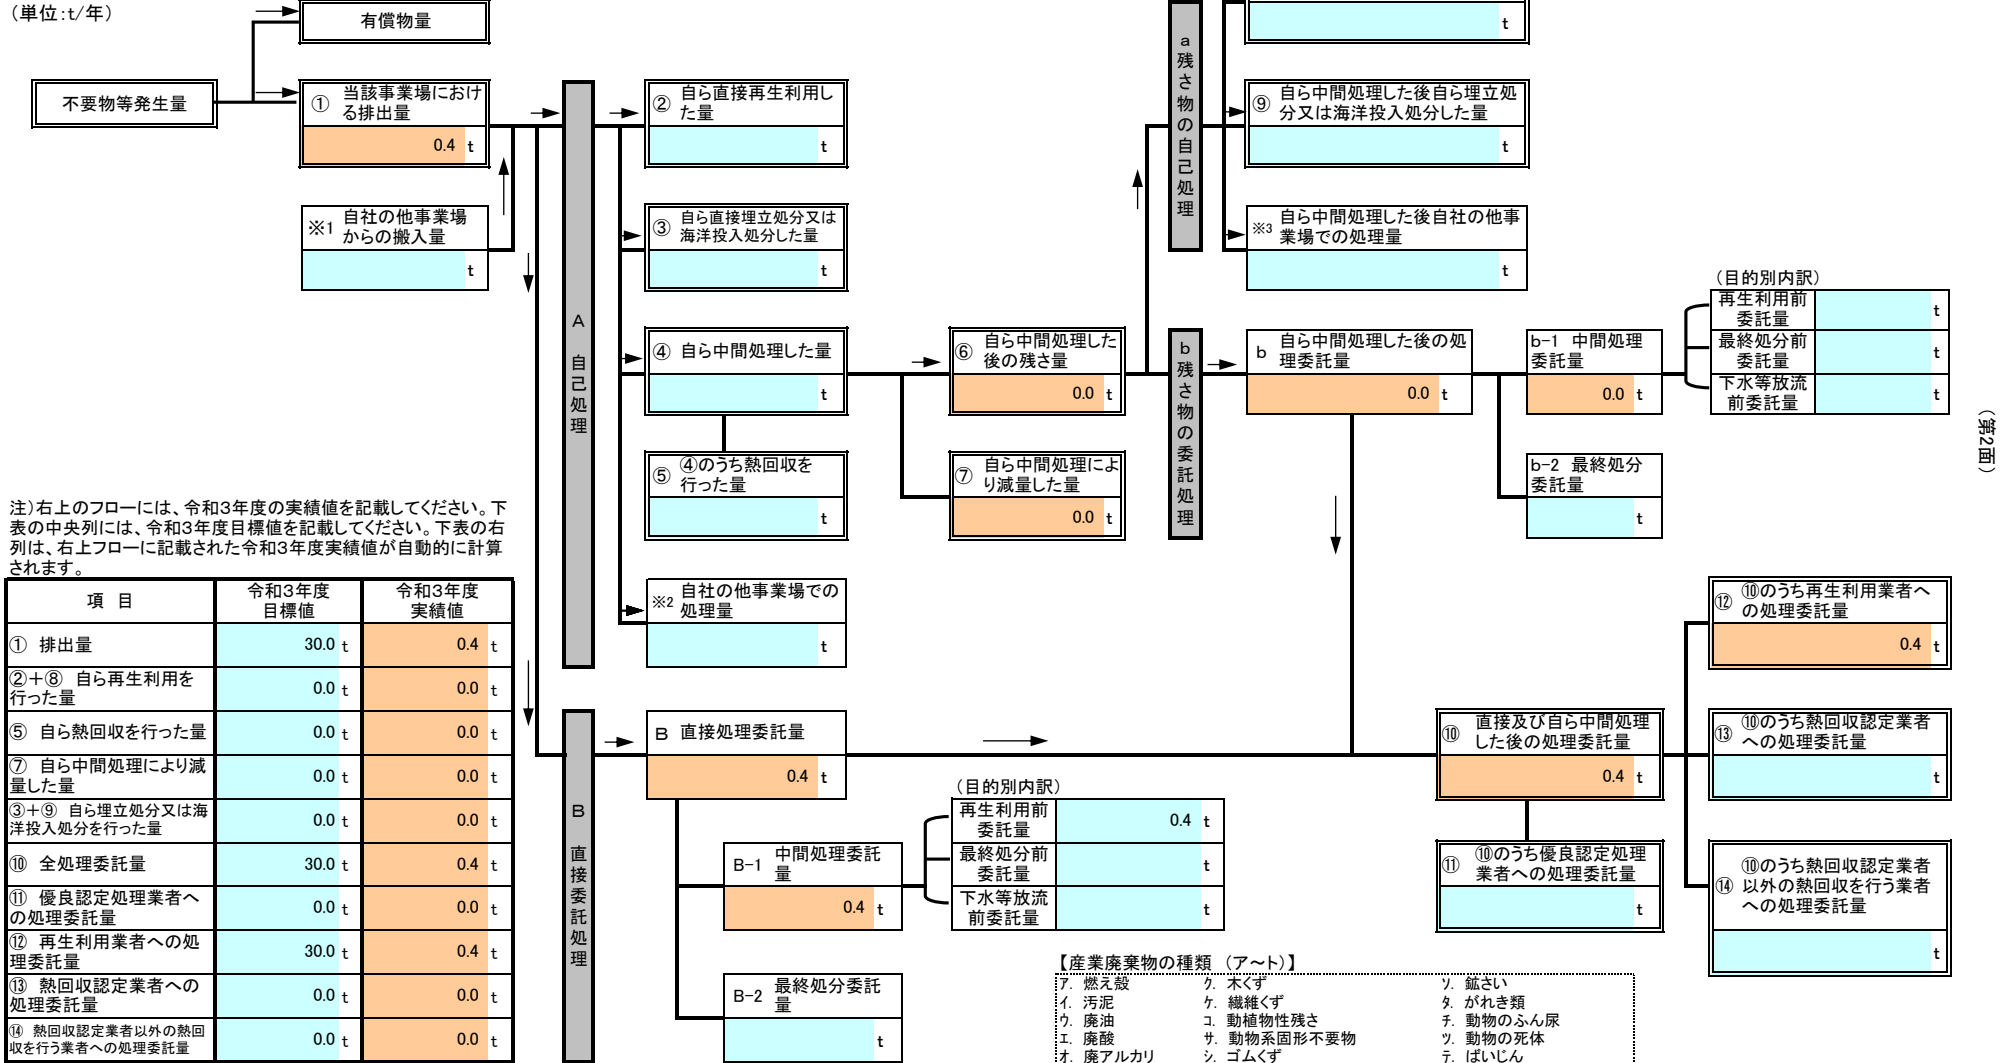 （単位：t/年）
有償物量
不要物等発生量
① 当該事業場におけ
る排出量
0.4 t
※1 自社の他事業場
からの搬入量
t
A 自己処理
② 自ら直接再生利用し
た量
t
③ 自ら直接埋立処分又は
海洋投入処分した量
t
④ 自ら中間処理した量
t
⑤ ④のうち熱回収を
行った量
t
※2 自社の他事業場での
処理量
t
⑥ 自ら中間処理した
後の残さ量
0.0 t
⑦ 自ら中間処理によ
り減量した量
0.0 t
a 残さ物の自己処理
t
⑨ 自ら中間処理した後自ら埋立処
分又は海洋投入処分した量
t
※3 自ら中間処理した後自社の他事
業場での処理量
t
b 残さ物の委託処理
b 自ら中間処理した後の処
理委託量
0.0 t
b-1 中間処理
委託量
0.0 t
b-2 最終処分
委託量
t
（目的別内訳）
再生利用前
委託量
t
最終処分前
委託量
t
下水等放流
前委託量
t
（第2面）
注）右上のフローには、令和3年度の実績値を記載してください。下
表の中央列には、令和3年度目標値を記載してください。下表の右
列は、右上フローに記載された令和3年度実績値が自動的に計算
されます。
項 目
令和3年度
目標値
令和3年度
実績値
① 排出量 30.0 t 0.4 t
②＋⑧ 自ら再生利用を
行った量 0.0 t 0.0 t
⑤ 自ら熱回収を行った量 0.0 t 0.0 t
⑦ 自ら中間処理により減
量した量 0.0 t 0.0 t
③＋⑨ 自ら埋立処分又は海
洋投入処分を行った量 0.0 t 0.0 t
⑩ 全処理委託量 30.0 t 0.4 t
⑪ 優良認定処理業者へ
の処理委託量 0.0 t 0.0 t
⑫ 再生利用業者への処
理委託量 30.0 t 0.4 t
⑬ 熱回収認定業者への
処理委託量 0.0 t 0.0 t
⑭ 熱回収認定業者以外の熱回
収を行う業者への処理委託量 0.0 t 0.0 t
B 直接委託処理
B 直接処理委託量
0.4 t
B-1 中間処理委託
量
0.4 t
B-2 最終処分委託
量
t
（目的別内訳）
再生利用前
委託量
0.4 t
最終処分前
委託量
t
下水等放流
前委託量
t
⑩ 直接及び自ら中間処理
した後の処理委託量
0.4 t
⑪ ⑩のうち優良認定処理
業者への処理委託量
t
⑫ ⑩のうち再生利用業者へ
の処理委託量
0.4 t
⑬ ⑩のうち熱回収認定業者
への処理委託量
t
⑭ ⑩のうち熱回収認定業者
以外の熱回収を行う業者
への処理委託量
t
【産業廃棄物の種類 （ア～ト）】
ア. 燃え殻 ク. 木くず ソ. 鉱さい
イ. 汚泥 ケ. 繊維くず タ. がれき類
ウ. 廃油 コ. 動植物性残さ チ. 動物のふん尿
エ. 廃酸 サ. 動物系固形不要物 ツ. 動物の死体
オ. 廃アルカリ シ. ゴムくず テ. ばいじん